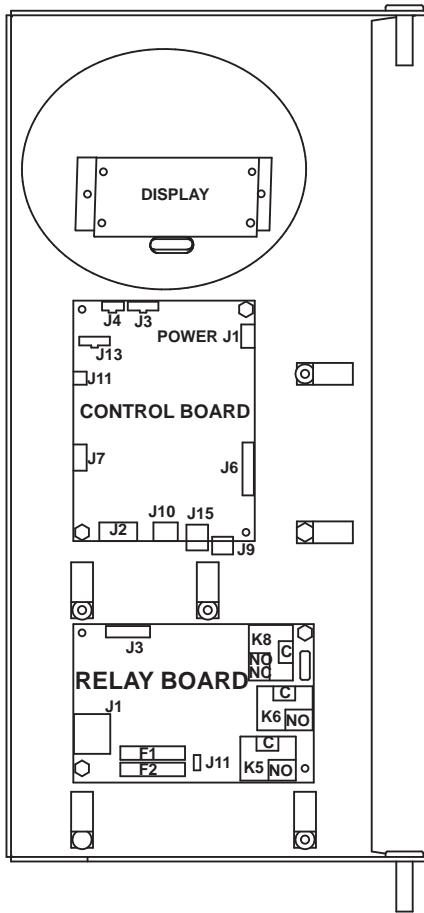 DISPLAY
J4 J3
POWER J1
J13
J11
CONTROL BOARD
J7
J6
J2
J10
J15
J9
J3
K8
C
NO
NC
RELAY BOARD
C
K6
NO
J1
C
K5
NO
F1
F2
J11